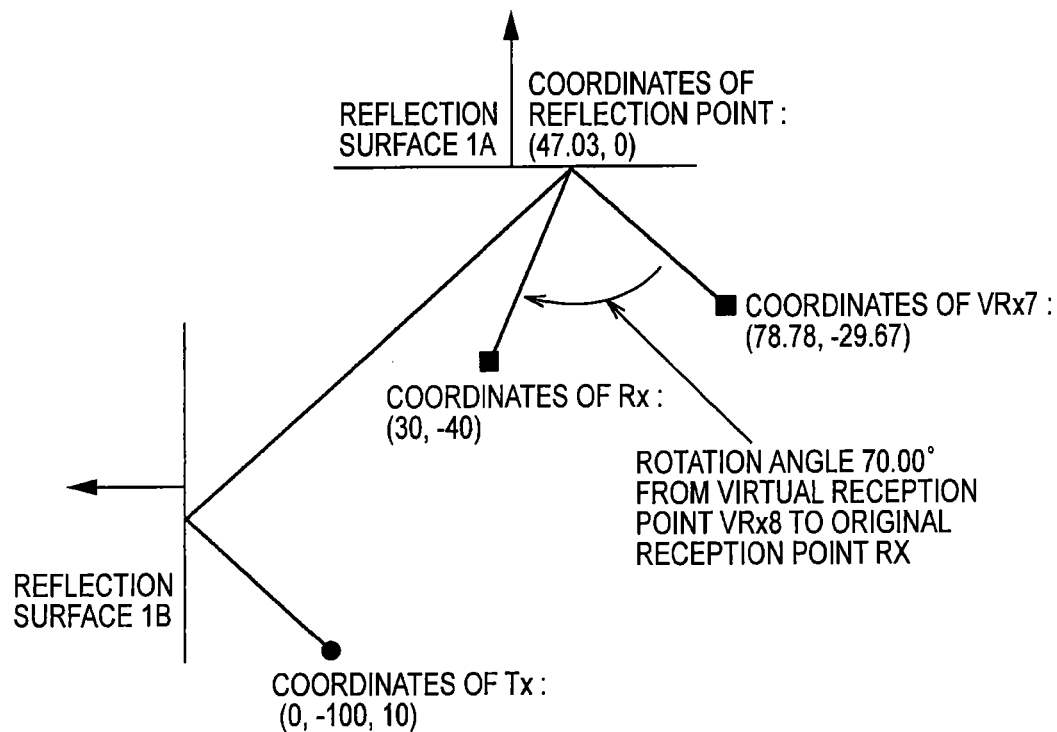 REFLECTION
SURFACE 1A
COORDINATES OF
REFLECTION POINT :
(47.03, 0)
COORDINATES OF VRx7 :
(78.78, -29.67)
COORDINATES OF Rx :
(30, -40)
ROTATION ANGLE 70.00°
FROM VIRTUAL RECEPTION
POINT VRx8 TO ORIGINAL
RECEPTION POINT RX
REFLECTION
SURFACE 1B
COORDINATES OF Tx :
(0, -100, 10)